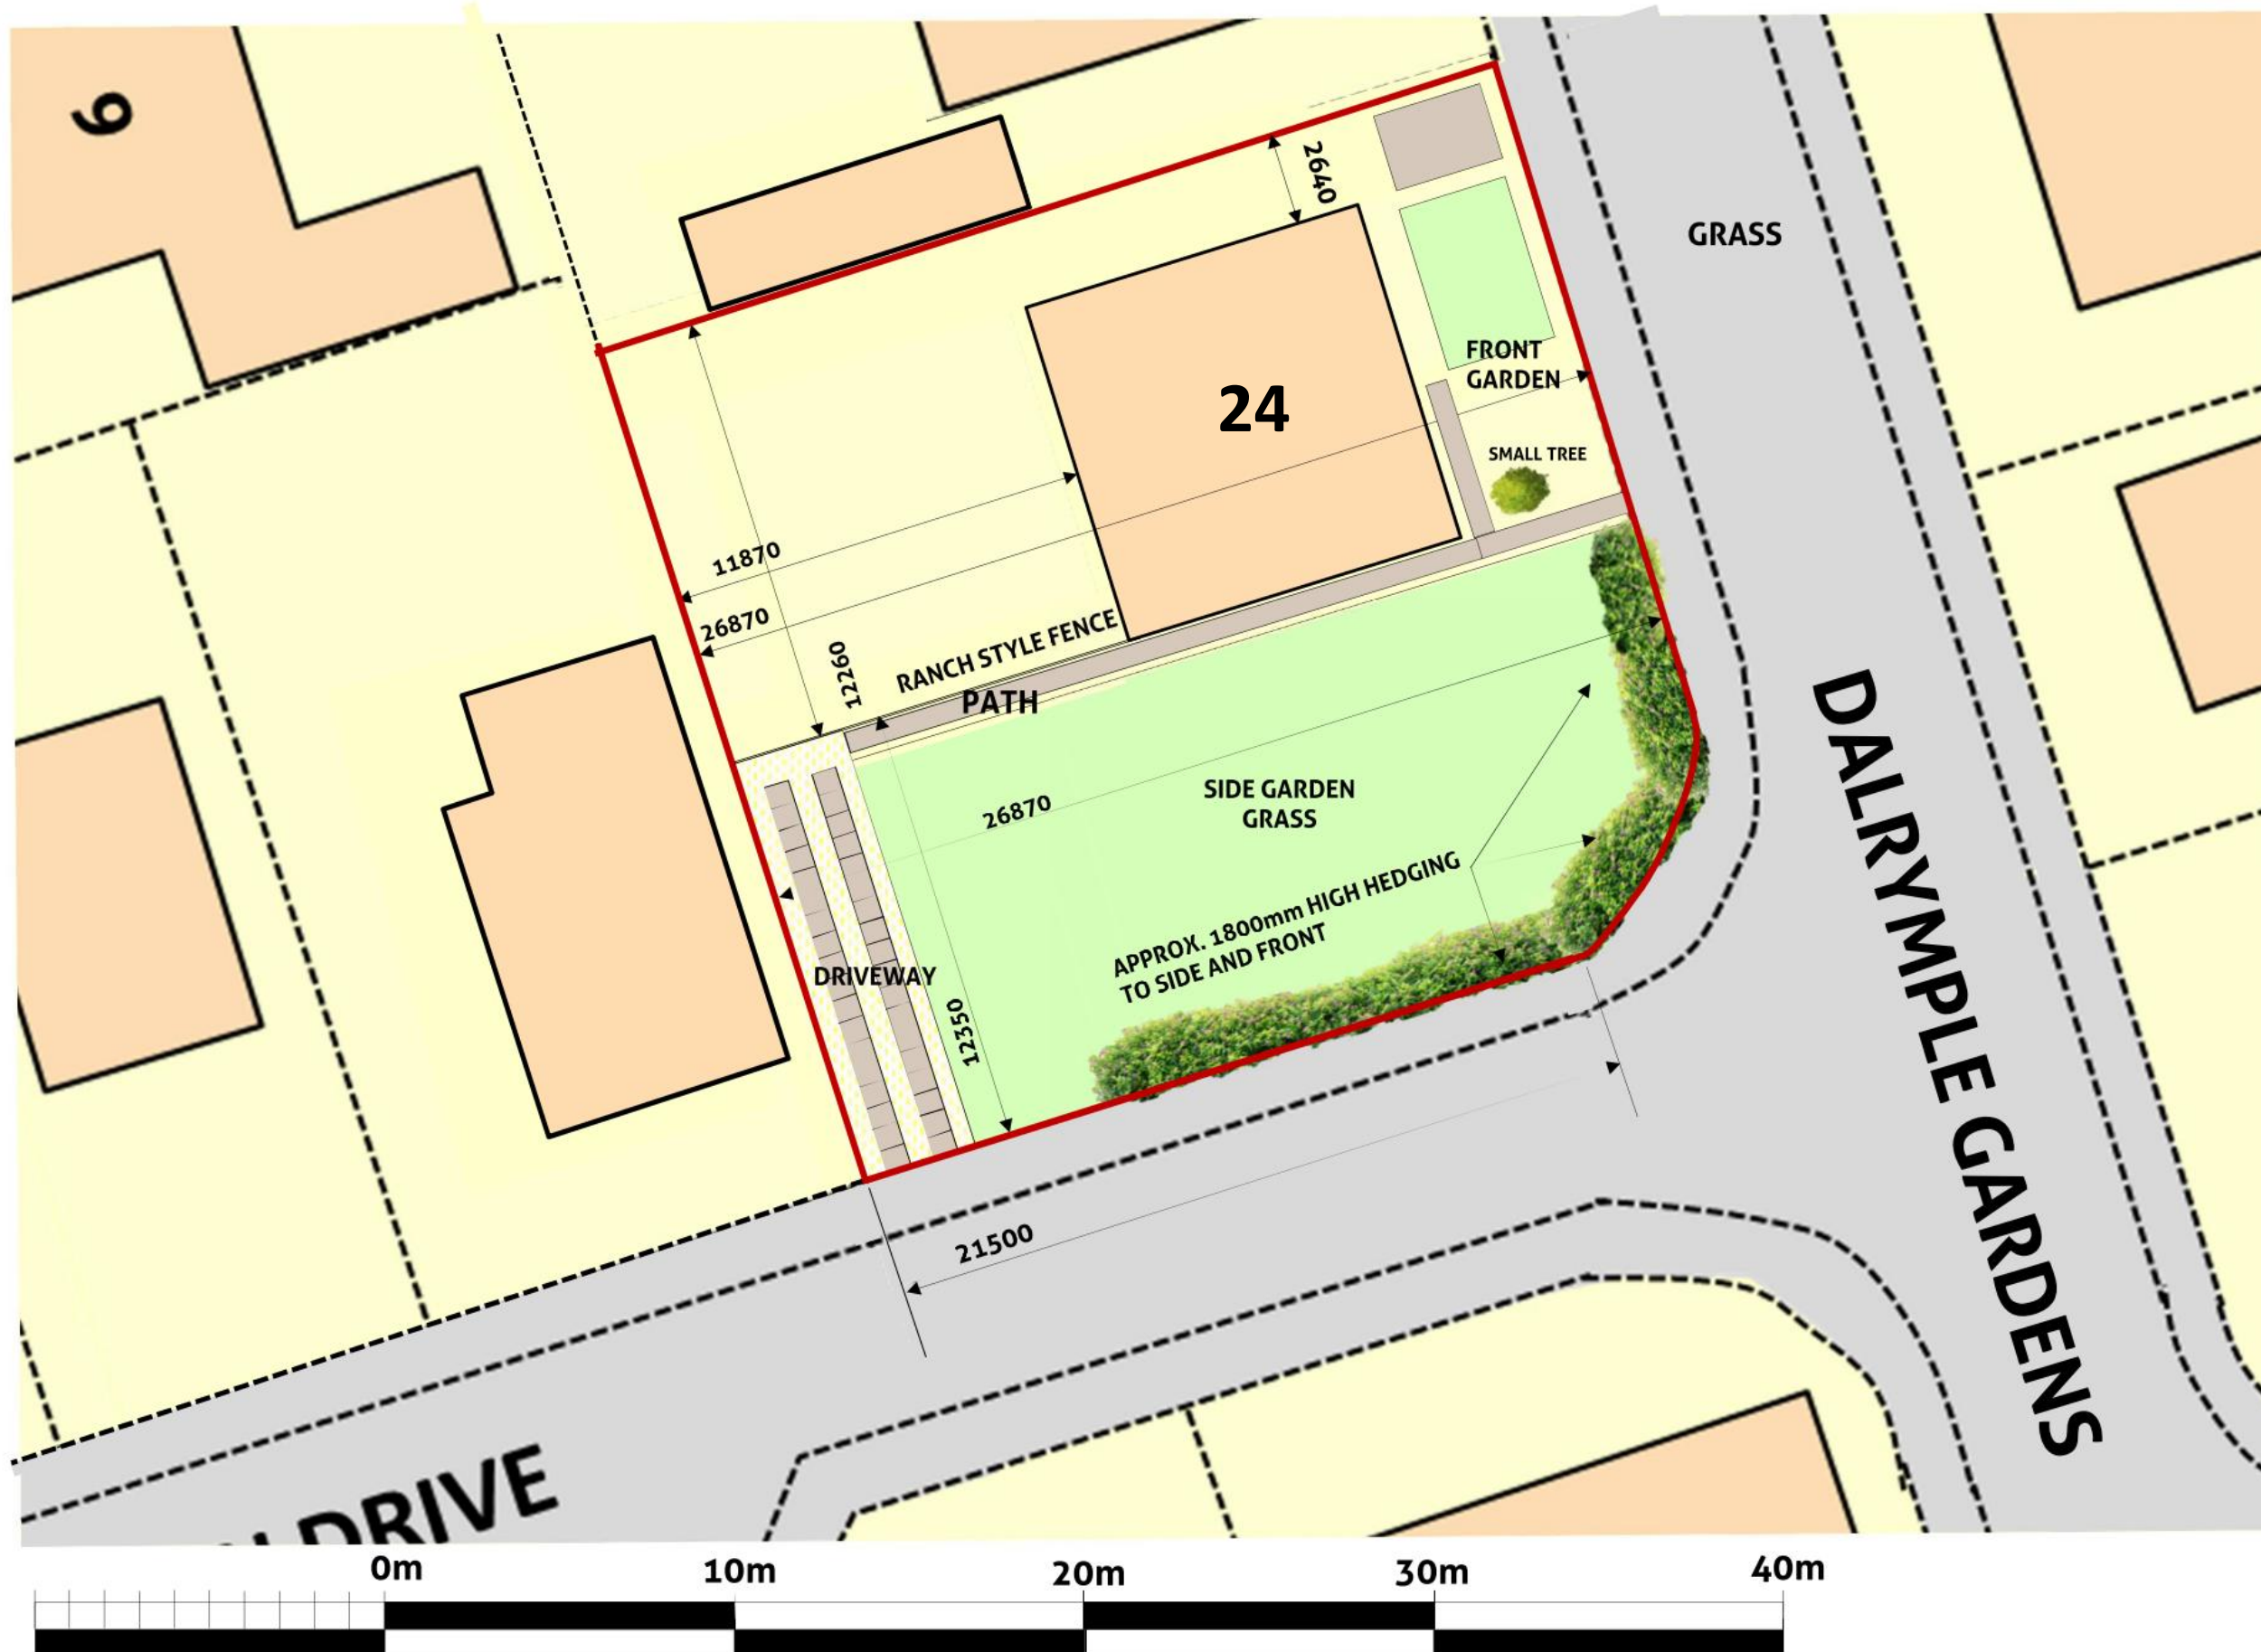 9
2640
GRASS
FRONT
GARDEN
24
SMALL TREE
11870
26870
12260
RANCH STYLE FENCE
PATH
26870
SIDE GARDEN
GRASS
APPROX. 1800mm HIGH HEDGING
TO SIDE AND FRONT
DRIVEWAY
12350
DALRYMPLE GARDENS
21500
DRIVE
0m 10m 20m 30m 40m